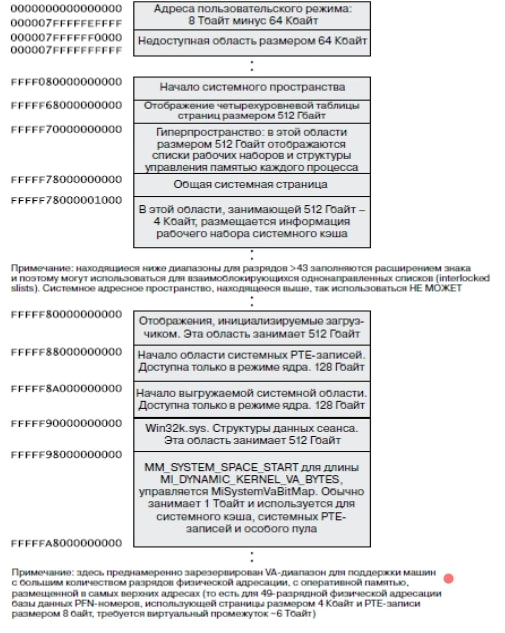 0000000000000000
Адреса пользовательского режима:
8 Тбайт минус 64 Кбайт
000007FFFFFEFFFF
000007FFFFFF0000
Недоступная область размером 64 Кбайт
000007FFFFFFFFFF
:
FFFF080000000000
Начало системного пространства
FFFFF68000000000
Отображение четырехуровневой таблицы
страниц размером 512 Гбайт
FFFFF70000000000
Гиперпространство: в этой области
размером 512 Гбайт отображаются
списки рабочих наборов и структуры
управления памятью каждого процесса
FFFFF78000000000
Общая системная страница
FFFFF78000001000
В этой области, занимающей 512 Гбайт –
4 Кбайт, размещается информация
рабочего набора системного кэша
:
Примечание: находящиеся ниже диапазоны для разрядов >43 заполняются расширением знака
и поэтому могут использоваться для взаимоблокирующих однонаправленных списков (interlocked
slists). Системное адресное пространство, находящееся выше, так использоваться НЕ МОЖЕТ
:
FFFFF80000000000
Отображения, инициализируемые загруз-
чиком. Эта область занимает 512 Гбайт
FFFFF88000000000
Начало области системных PTE-записей.
Доступна только в режиме ядра. 128 Гбайт
FFFFF8A000000000
Начало выгружаемой системной области.
Доступна только в режиме ядра. 128 Гбайт
FFFFF90000000000
Win32k.sys. Структуры данных сеанса.
Эта область занимает 512 Гбайт
FFFFF98000000000
MM_SYSTEM_SPACE_START для длины
MI_DYNAMIC_KERNEL_VA_BYTES,
управляется MiSystemVaBitMap. Обычно
занимает 1 Тбайт и используется для
системного кэша, системных PTE-
записей и особого пула
FFFFFA8000000000
:
Примечание: здесь преднамеренно зарезервирован VA-диапазон для поддержки машин
с большим количеством разрядов физической адресации, с оперативной памятью,
размещенной в самых верхних адресах (то есть для 49-разрядной физической адресации
базы данных PFN-номеров, использующей страницы размером 4 Кбайт и PTE-записи
размером 8 байт, требуется виртуальный промежуток ~6 Тбайт)